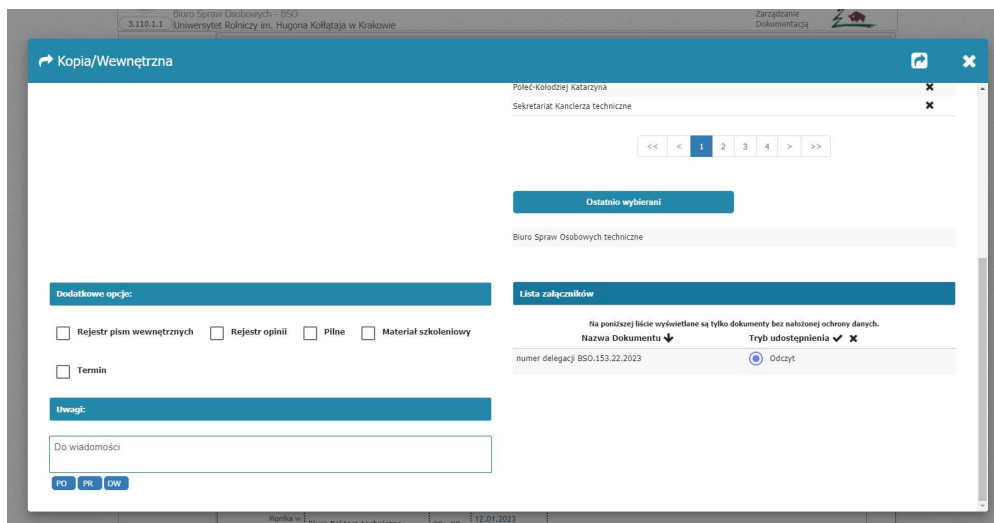 Biuro Spraw Osobowych - BSO
3.110.1.1 Uniwersytet Rolniczy im. Hugona Kołłątaja w Krakowie
Zarządzanie
Dokumentacją
Kopia/Wewnętrzna
Połeć-Kołodziej Katarzyna
Sekretariat Kanclerza techniczne
<< < 1 2 3 4 > >>
Ostatnio wybierani
Biuro Spraw Osobowych techniczne
Dodatkowe opcje:
Rejestr pism wewnętrznych Rejestr opinii Pilne Materiał szkoleniowy
Termin
Lista załączników
Na poniższej liście wyświetlane są tylko dokumenty bez nałożonej ochrony danych.
Nazwa Dokumentu Tryb udostępnienia
numer delegacji BSO.153.22.2023 Odczyt
Uwagi:
Do wiadomości
PO PR DW
Monika w
12.01.2023